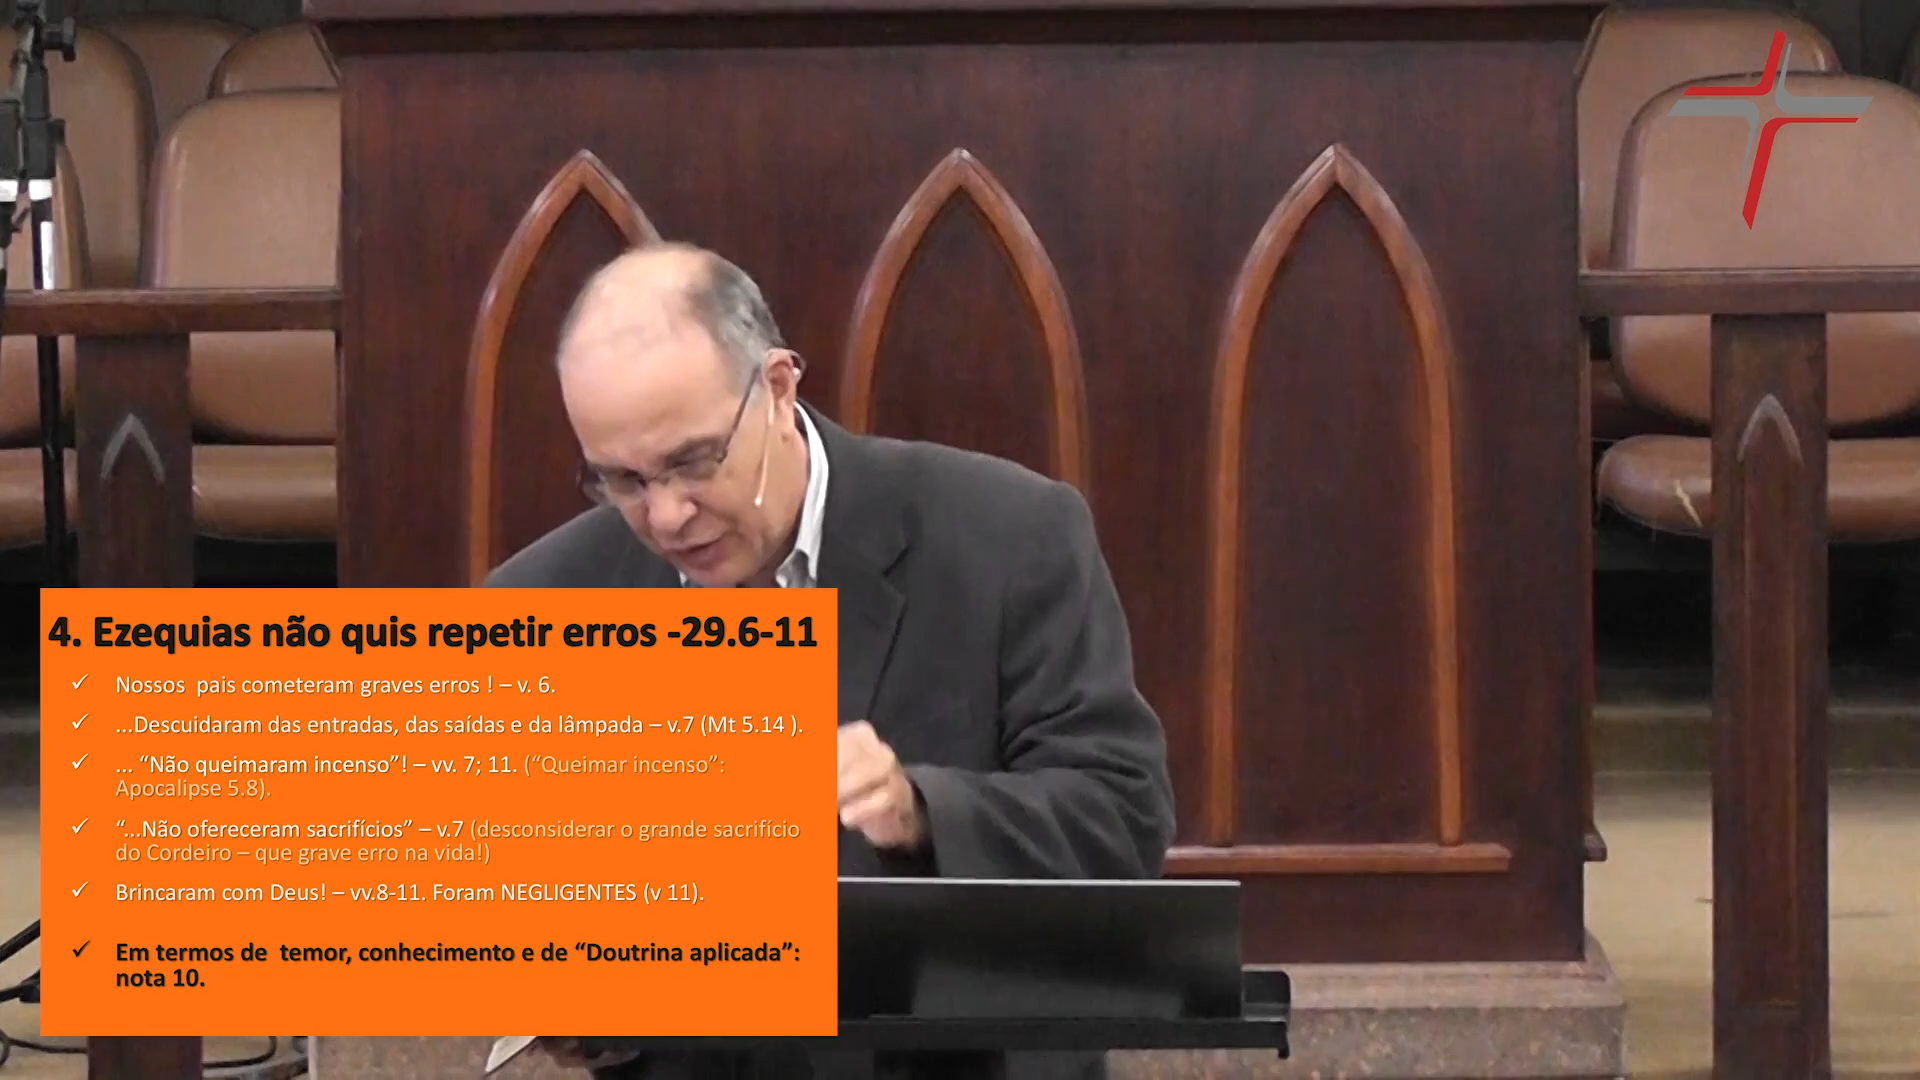 4. Ezequias não quis repetir erros -29.6-11
✓ Nossos  pais cometeram graves erros ! – v. 6.
✓ ...Descuidaram das entradas, das saídas e da lâmpada – v.7 (Mt 5.14 ).
✓ ... “Não queimaram incenso”! – vv. 7; 11. (“Queimar incenso”:
Apocalipse 5.8).
✓ “...Não ofereceram sacrifícios” – v.7 (desconsiderar o grande sacrifício
do Cordeiro – que grave erro na vida!)
✓ Brincaram com Deus! – vv.8-11. Foram NEGLIGENTES (v 11).
✓ Em termos de  temor, conhecimento e de “Doutrina aplicada”:
nota 10.